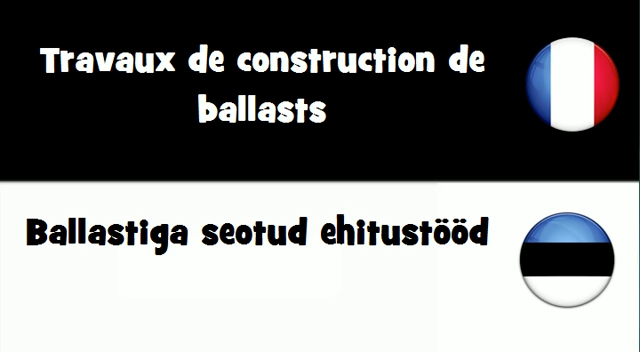 Travaux de construction de
ballasts
Ballastiga seotud ehitustööd